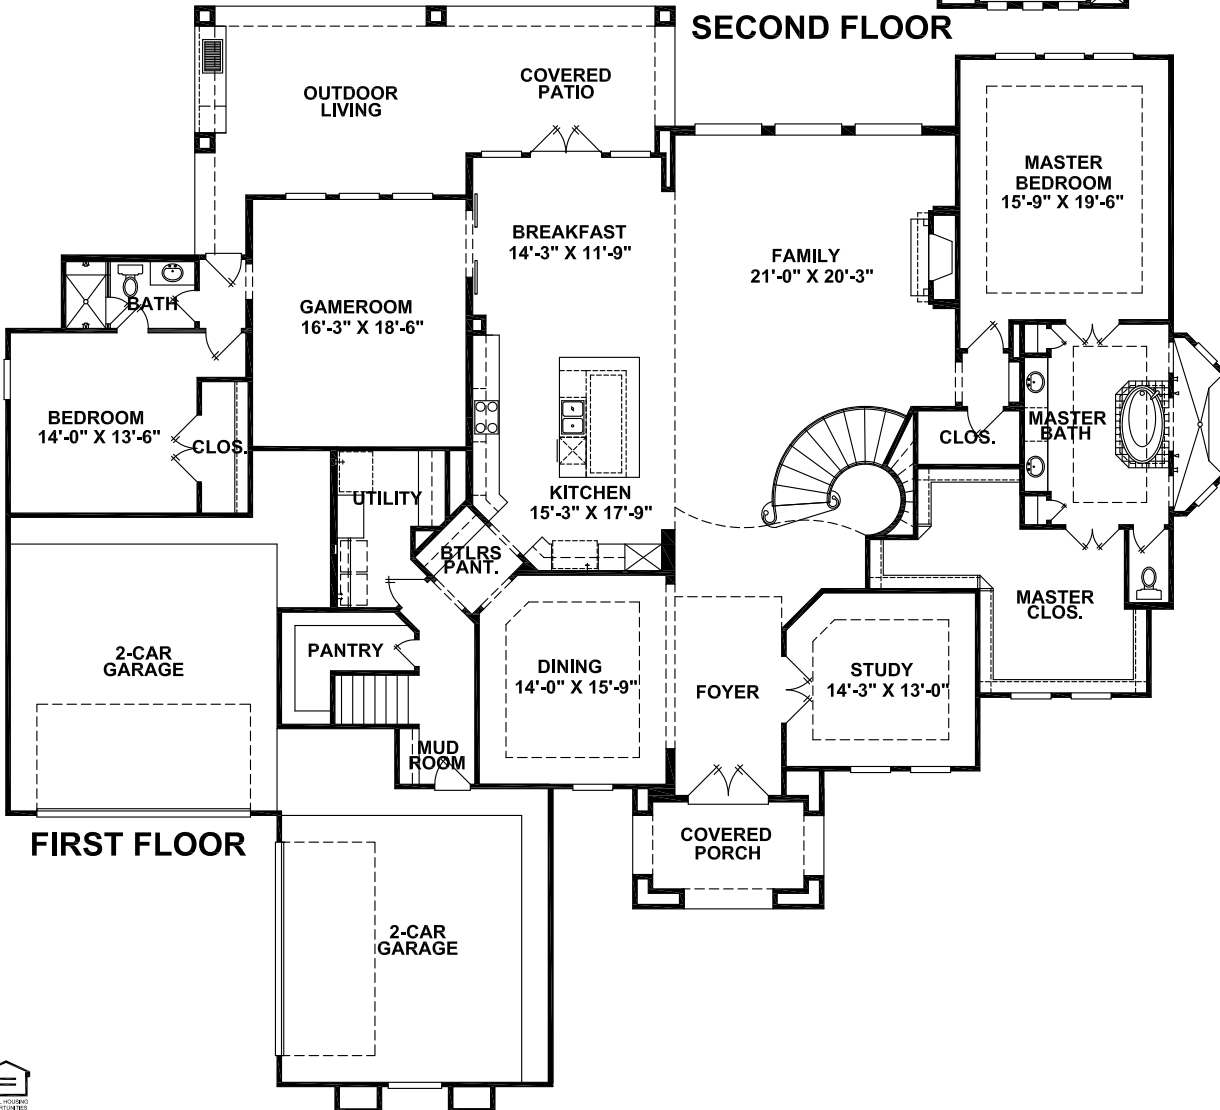 SECOND FLOOR
OUTDOOR
LIVING
COVERED
PATIO
MASTER
BEDROOM
15'-9" X 19'-6"
BREAKFAST
14'-3" X 11'-9"
FAMILY
21'-0" X 20'-3"
GAMEROOM
16'-3" X 18'-6"
BATH
BEDROOM
14'-0" X 13'-6"
CLOS.
CLOS.
MASTER
BATH
KITCHEN
15'-3" X 17'-9"
UTILITY
BTLRS
PANT.
MASTER
CLOS.
2-CAR
GARAGE
PANTRY
DINING
14'-0" X 15'-9"
FOYER
STUDY
14'-3" X 13'-0"
MUD
ROOM
FIRST FLOOR
COVERED
PORCH
2-CAR
GARAGE
HOUSING